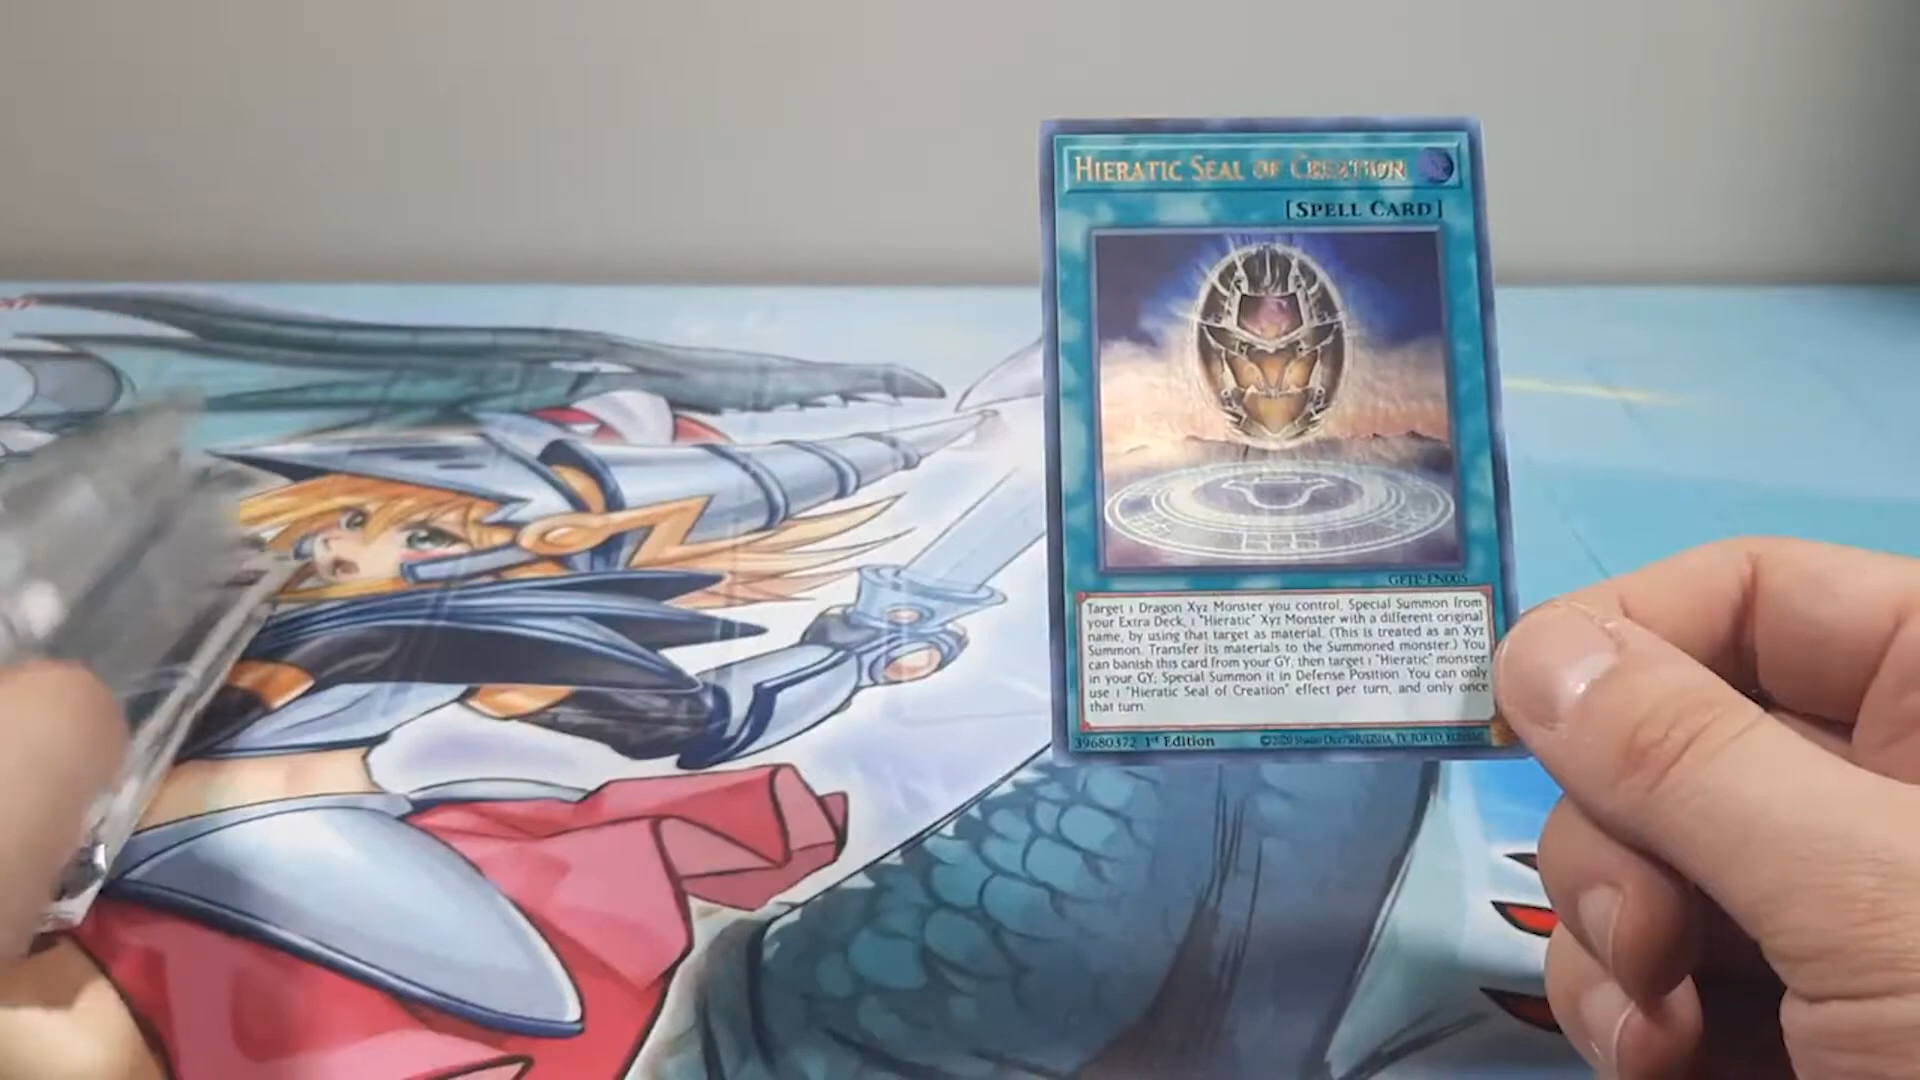 HIERATIC SEAL OF CREATION
[SPELL CARD]
GFTP-EN005
Target 1 Dragon Xyz Monster you control, Special Summon from
your Extra Deck, 1 "Hieratic" Xyz Monster with a different original
name, by using that target as material. (This is treated as an Xyz
Summon. Transfer its materials to the Summoned monster.) You
can banish this card from your GY, then target 1 "Hieratic" monster
in your GY; Special Summon it in Defense Position. You can only
use 1 "Hieratic Seal of Creation" effect per turn, and only once
that turn.
39680372 1st Edition
©2020 Studio Dice/SHUEISHA, TV TOKYO, KONAMI